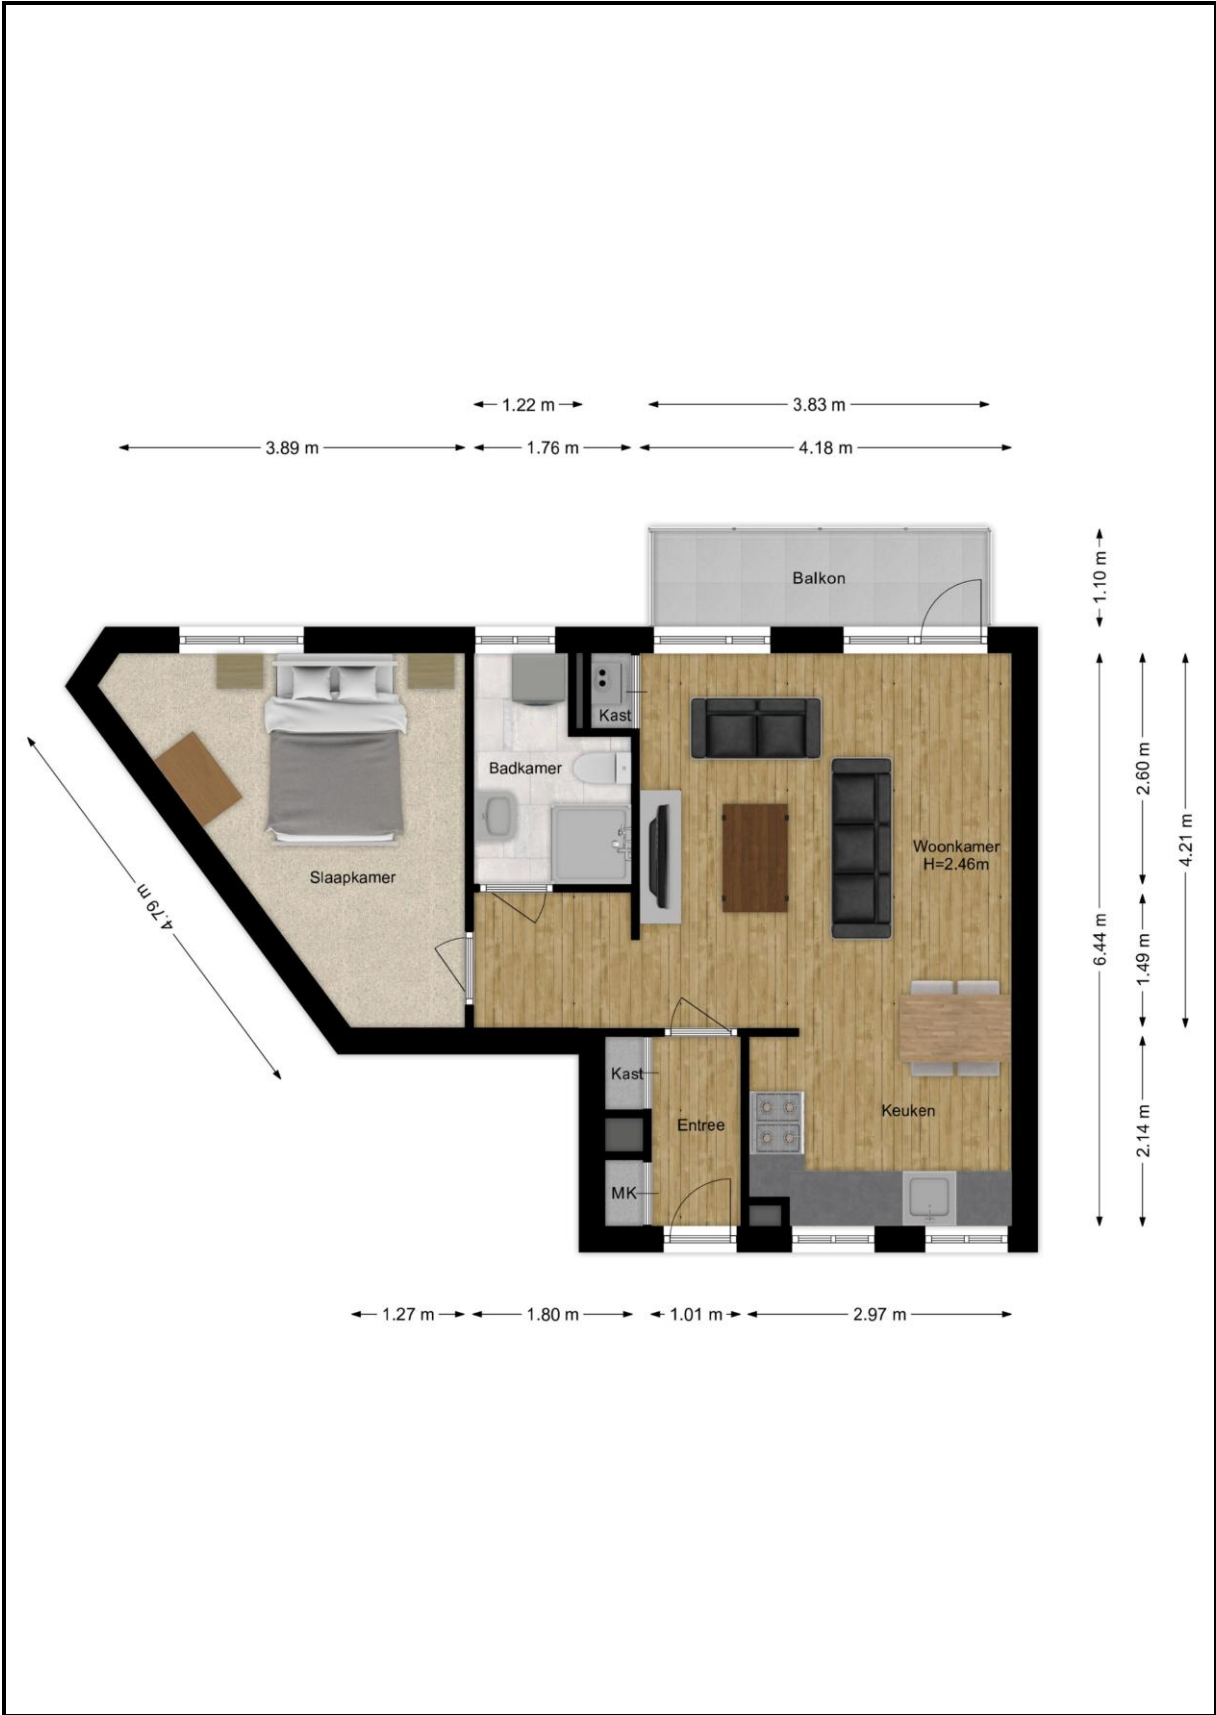 1.22 m
3.83 m
3.89 m
1.76 m
4.18 m
Balkon
1.10 m
Kast
Badkamer
2.60 m
Woonkamer
H=2.46m
4.21 m
Slaapkamer
4.79 m
6.44 m
1.49 m
Kast
Entree
Keuken
2.14 m
MK
1.27 m
1.80 m
1.01 m
2.97 m